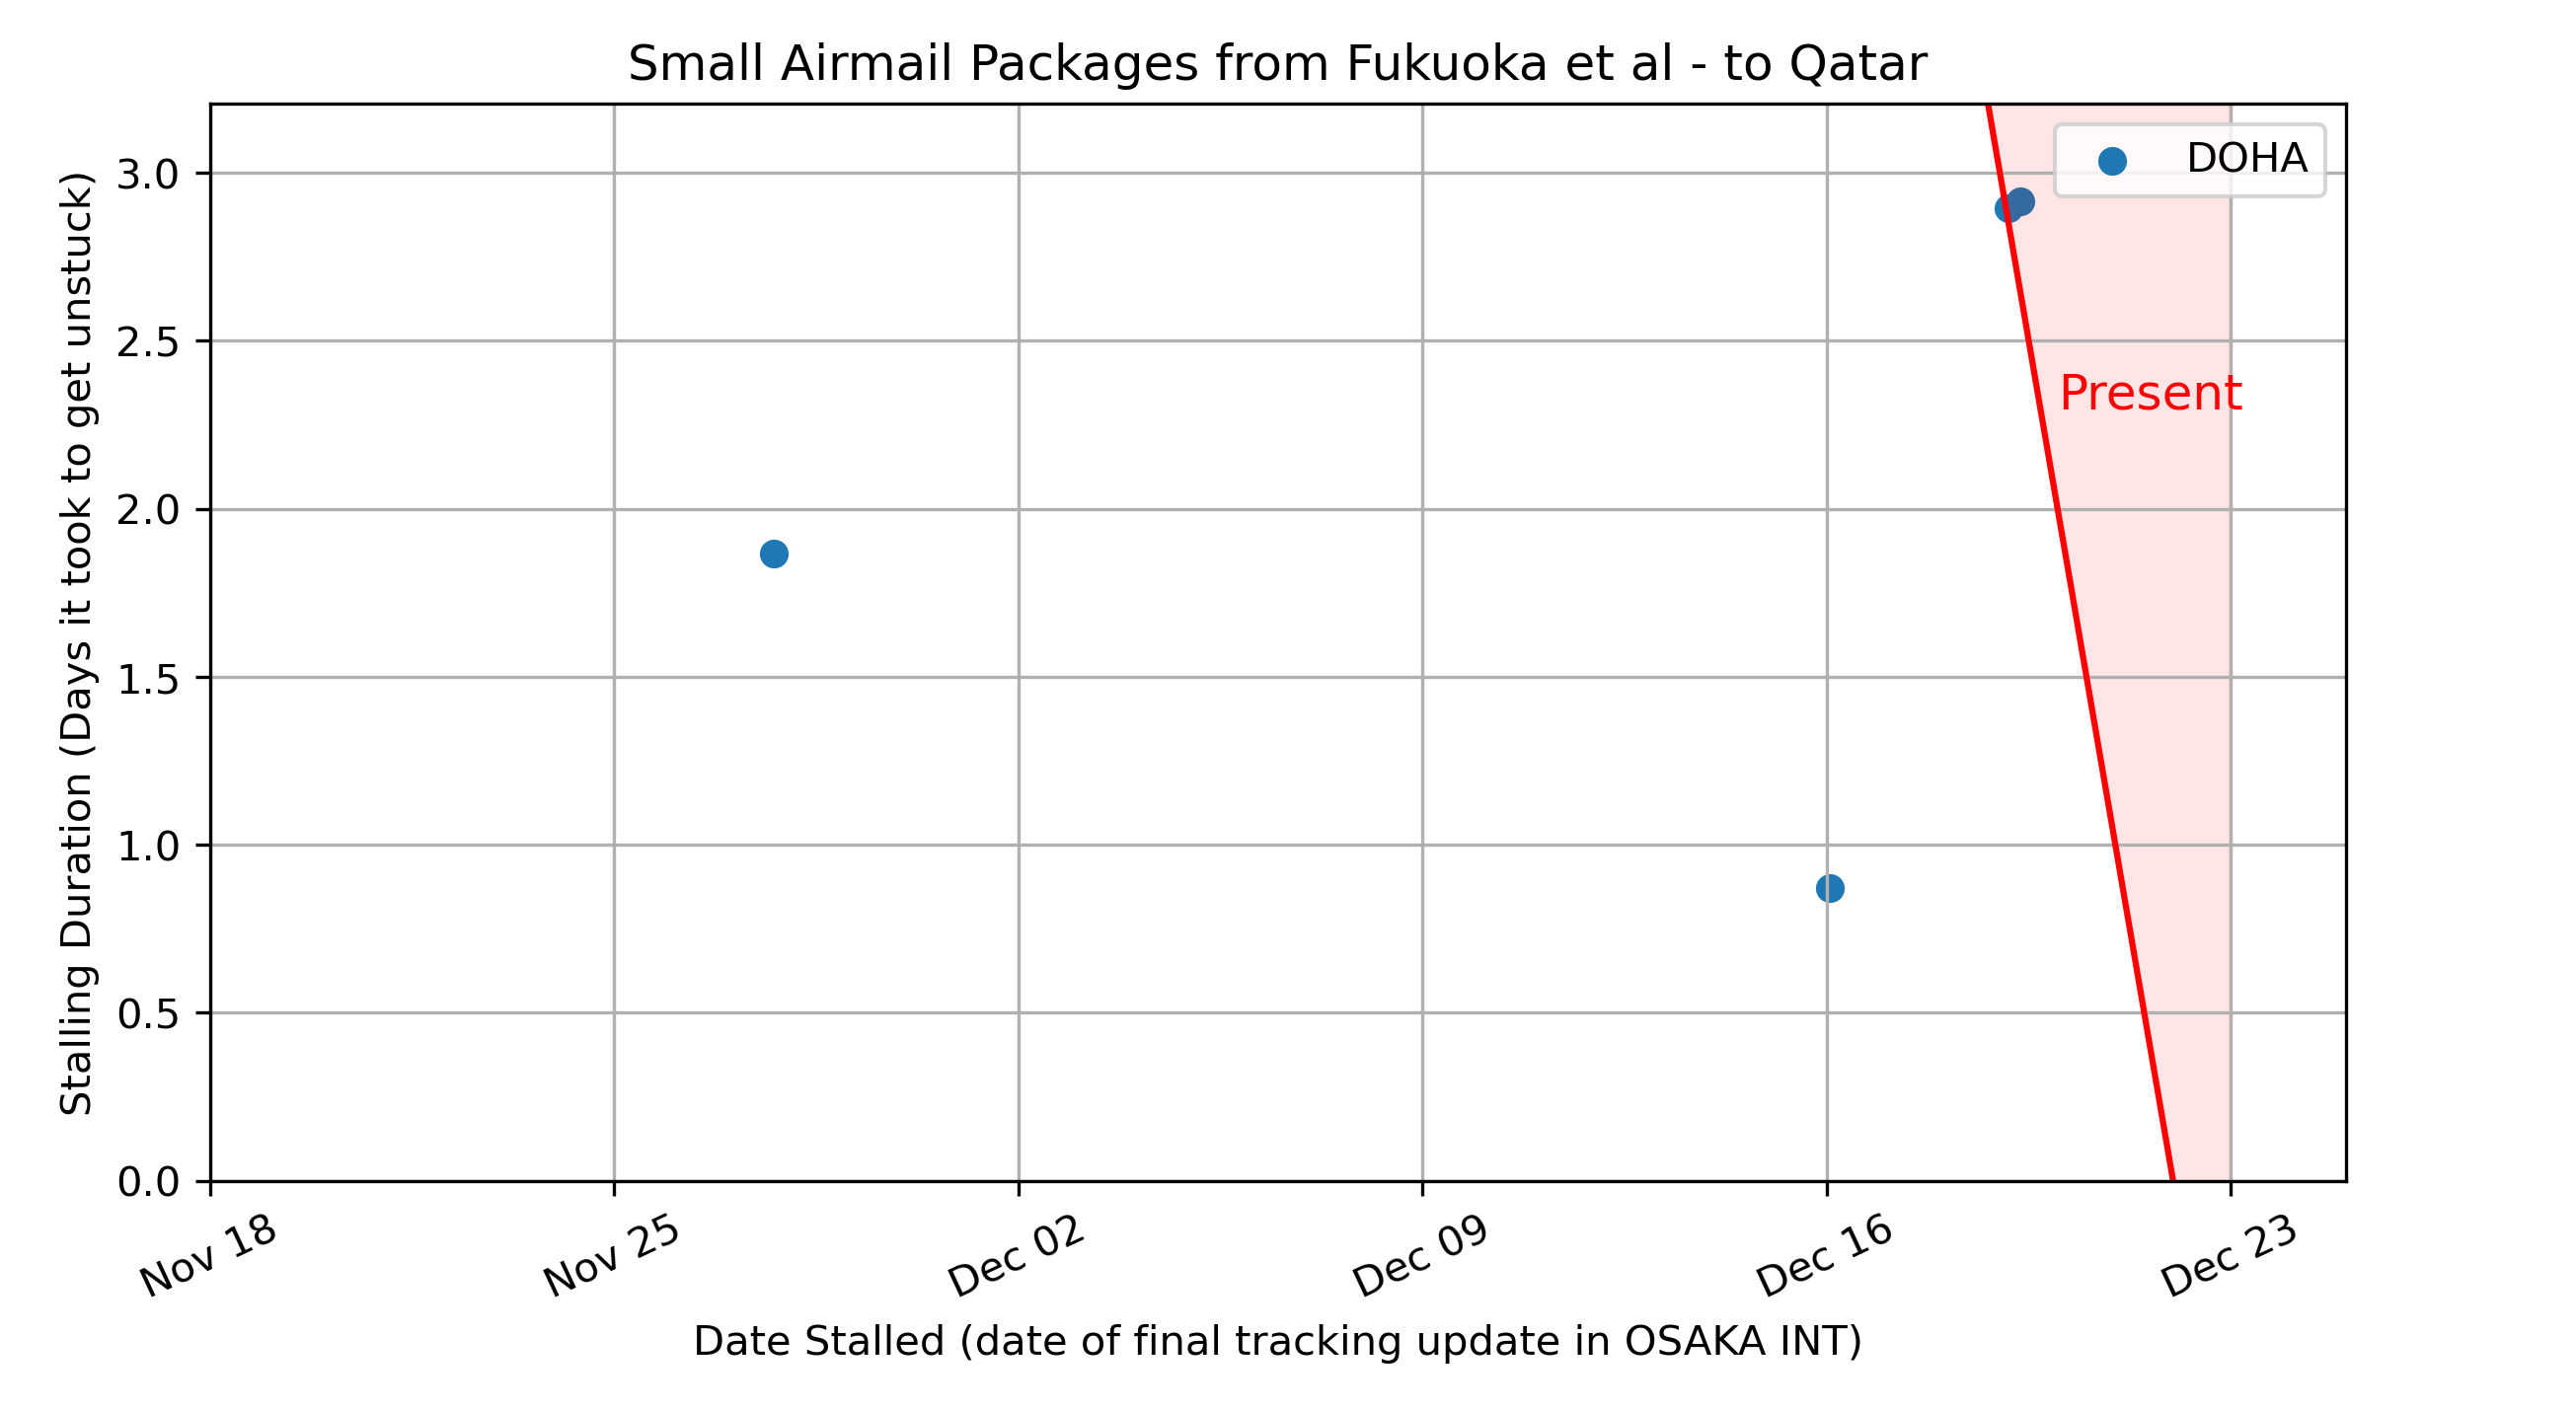 Small Airmail Packages from Fukuoka et al - to Qatar
Stalling Duration (Days it took to get unstuck)
3.0
2.5
2.0
1.5
1.0
0.5
0.0
DOHA
Present
Nov 18
Nov 25
Dec 02
Dec 09
Dec 16
Dec 23
Date Stalled (date of final tracking update in OSAKA INT)